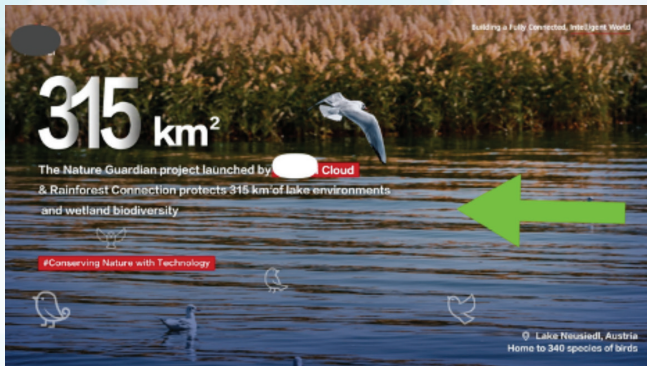 Building a Fully Connected, Intelligent World
315 km²
The Nature Guardian project launched by Cloud
& Rainforest Connection protects 315 km² of lake environments
and wetland biodiversity
#Conserving Nature with Technology
Lake Neusiedl, Austria
Home to 340 species of birds